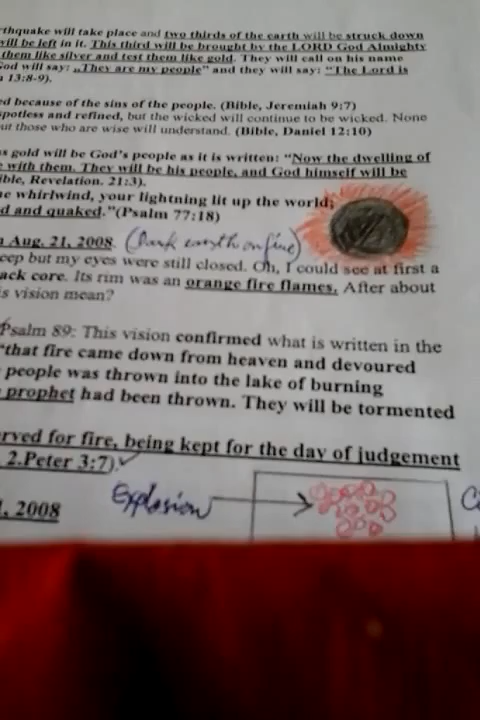 rthquake will take place and two thirds of the earth will be struck down
will be left in it. This third will be brought by the LORD God Almighty
them like silver and test them like gold. They will call on his name
God will say: „They are my people" and they will say: "The Lord is
13:8-9).
ed because of the sins of the people. (Bible, Jeremiah 9:7)
spotless and refined, but the wicked will continue to be wicked. None
but those who are wise will understand. (Bible, Daniel 12:10)
s gold will be God's people as it is written: "Now the dwelling of
with them. They will be his people, and God himself will be
ible, Revelation. 21:3).
he whirlwind, your lightning lit up the world;
d and quaked."(Psalm 77:18)
Aug. 21, 2008. (Dark earth on fire)
eep but my eyes were still closed. Oh, I could see at first a
ack core. Its rim was an orange fire flames. After about
is vision mean?
Psalm 89: This vision confirmed what is written in the
"that fire came down from heaven and devoured
people was thrown into the lake of burning
prophet had been thrown. They will be tormented
erved for fire, being kept for the day of judgement
2.Peter 3:7).
1, 2008 Explosion